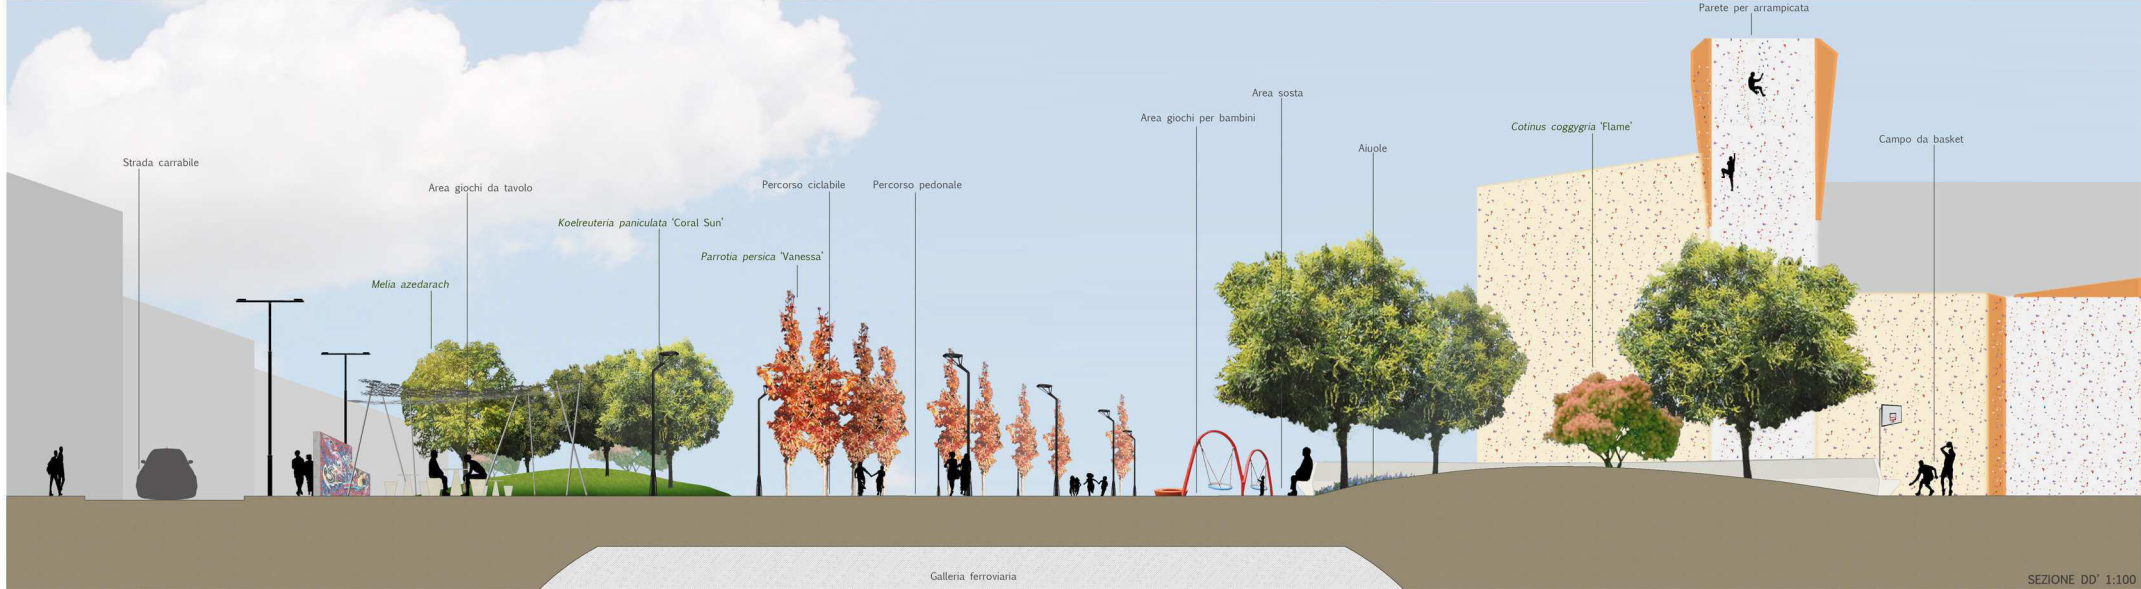 Parete per arrampicata
Area sosta
Area giochi per bambini
Cotinus coggygria 'Flame'
Campo da basket
Aiuole
Strada carrabile
Area giochi da tavolo
Percorso ciclabile
Percorso pedonale
Koelreuteria paniculata 'Coral Sun'
Parrotia persica 'Vanessa'
Melia azedarach
Galleria ferroviaria
SEZIONE DD' 1:100